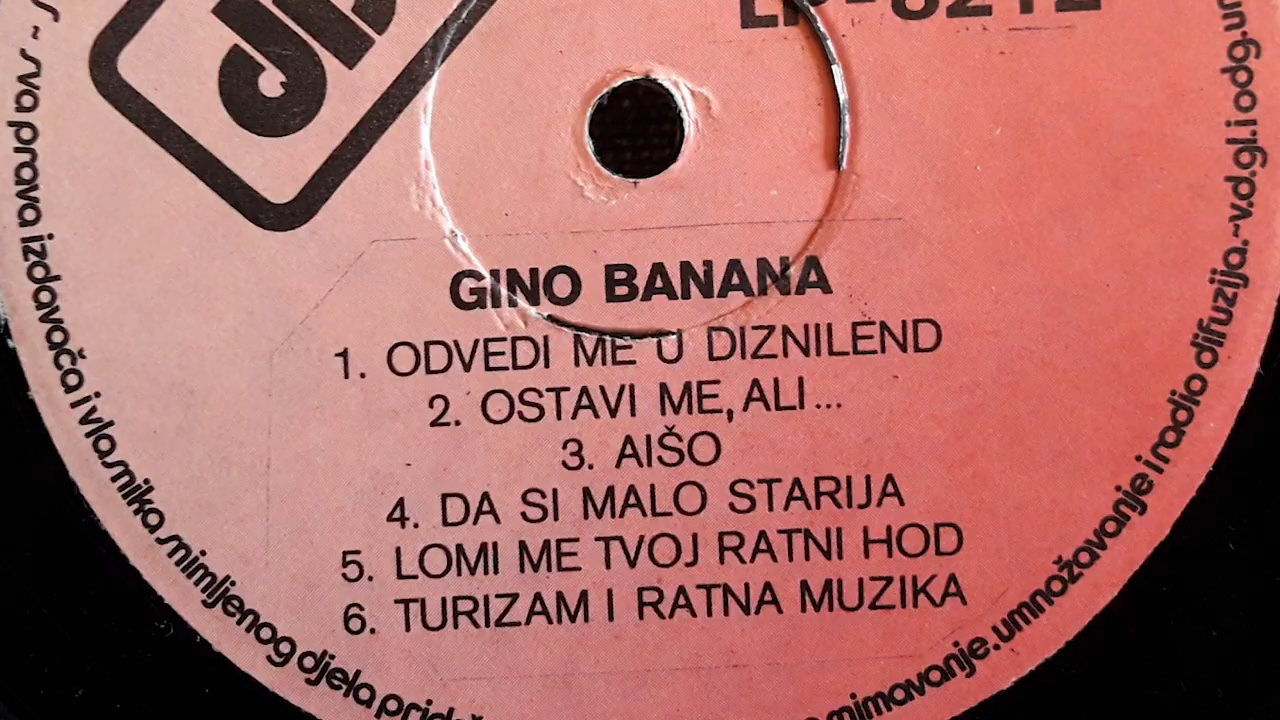 GINO BANANA
1. ODVEDI ME U DIZNILEND
2. OSTAVI ME, ALI...
3. AIŠO
4. DA SI MALO STARIJA
5. LOMI ME TVOJ RATNI HOD
6. TURIZAM I RATNA MUZIKA
~ sva prava izdavača i vlasnika snimljenog djela
umnožavanje i radio difuzija.~v.d.gl.i odg.